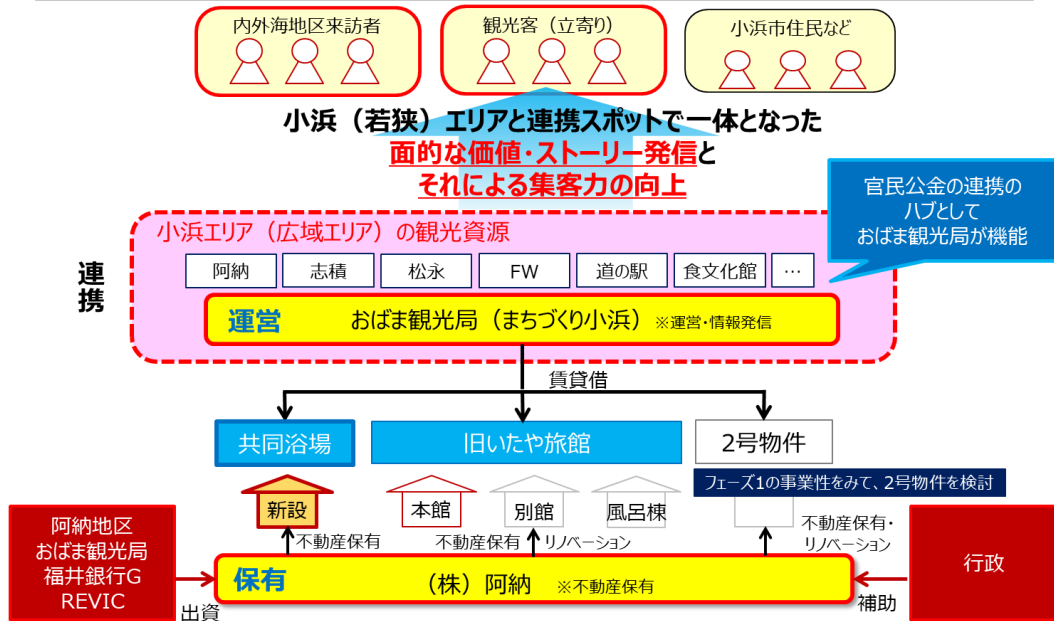 内外海地区来訪者
観光客（立寄り）
小浜市住民など
小浜（若狭）エリアと連携スポットで一体となった
面的な価値・ストーリー発信と
それによる集客力の向上
官民公金の連携の
ハブとして
おばま観光局が機能
連携
小浜エリア（広域エリア）の観光資源
阿納
志積
松永
FW
道の駅
食文化館
…
運営 おばま観光局（まちづくり小浜）※運営・情報発信
賃貸借
共同浴場
旧いたや旅館
2号物件
フェーズ1の事業性をみて、2号物件を検討
新設
本館
別館
風呂棟
不動産保有
不動産保有
リノベーション
不動産保有・
リノベーション
阿納地区
おばま観光局
福井銀行G
REVIC
出資
保有 （株）阿納 ※不動産保有
補助
行政